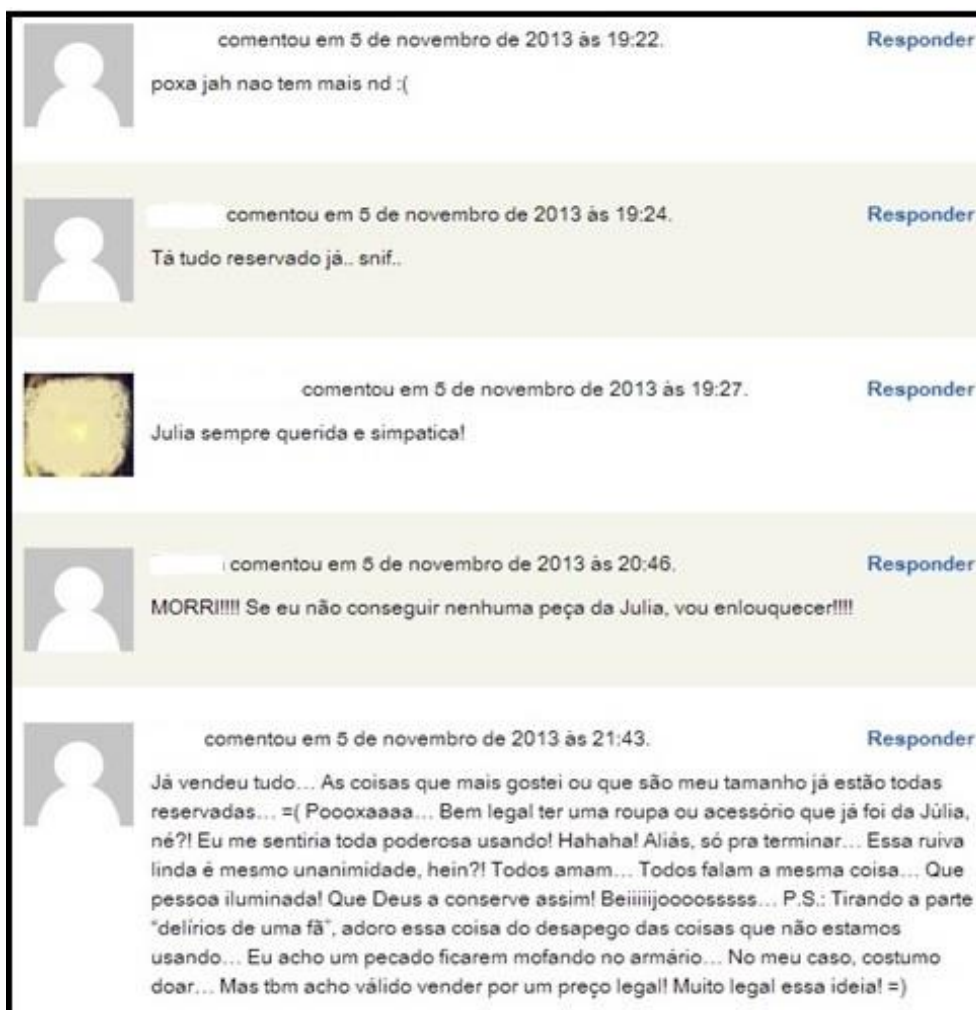 comentou em 5 de novembro de 2013 às 19:22. Responder
poxa jah nao tem mais nd :(
comentou em 5 de novembro de 2013 às 19:24. Responder
Tá tudo reservado já.. snif..
comentou em 5 de novembro de 2013 às 19:27. Responder
Julia sempre querida e simpatica!
comentou em 5 de novembro de 2013 às 20:46. Responder
MORRI!!!! Se eu não conseguir nenhuma peça da Julia, vou enlouquecer!!!!
comentou em 5 de novembro de 2013 às 21:43. Responder
Já vendeu tudo... As coisas que mais gostei ou que são meu tamanho já estão todas
reservadas... =( Poooxaaaa... Bem legal ter uma roupa ou acessório que já foi da Júlia,
né?! Eu me sentiria toda poderosa usando! Hahaha! Aliás, só pra terminar... Essa ruiva
linda é mesmo unanimidade, hein?! Todos amam... Todos falam a mesma coisa... Que
pessoa iluminada! Que Deus a conserve assim! Beiiiiijoooosssss... P.S.: Tirando a parte
“delírios de uma fã”, adoro essa coisa do desapego das coisas que não estamos
usando... Eu acho um pecado ficarem mofando no armário... No meu caso, costumo
doar... Mas tbm acho válido vender por um preço legal! Muito legal essa ideia! =)